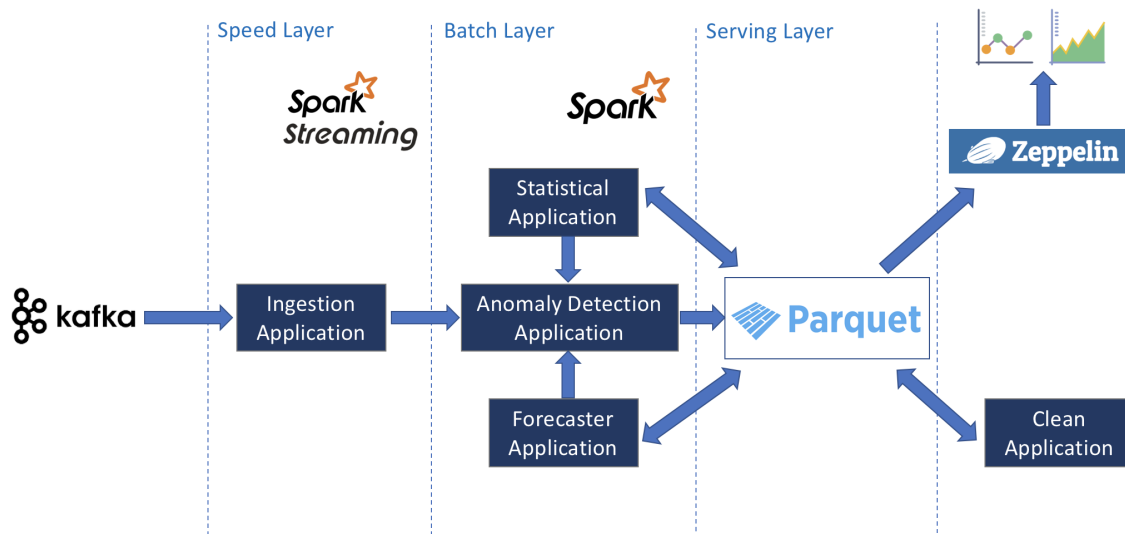 Speed Layer
Batch Layer
Serving Layer
Spark
Streaming
Spark
Zeppelin
Statistical
Application
kafka
Ingestion
Application
Anomaly Detection
Application
Parquet
Forecaster
Application
Clean
Application